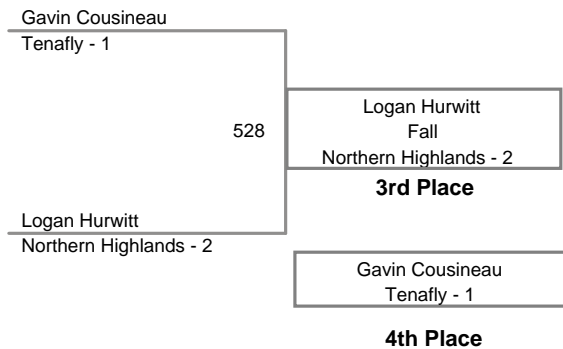 Gavin Cousineau
Tenafly - 1
528
Logan Hurwitt
Fall
Northern Highlands - 2
3rd Place
Logan Hurwitt
Northern Highlands - 2
Gavin Cousineau
Tenafly - 1
4th Place